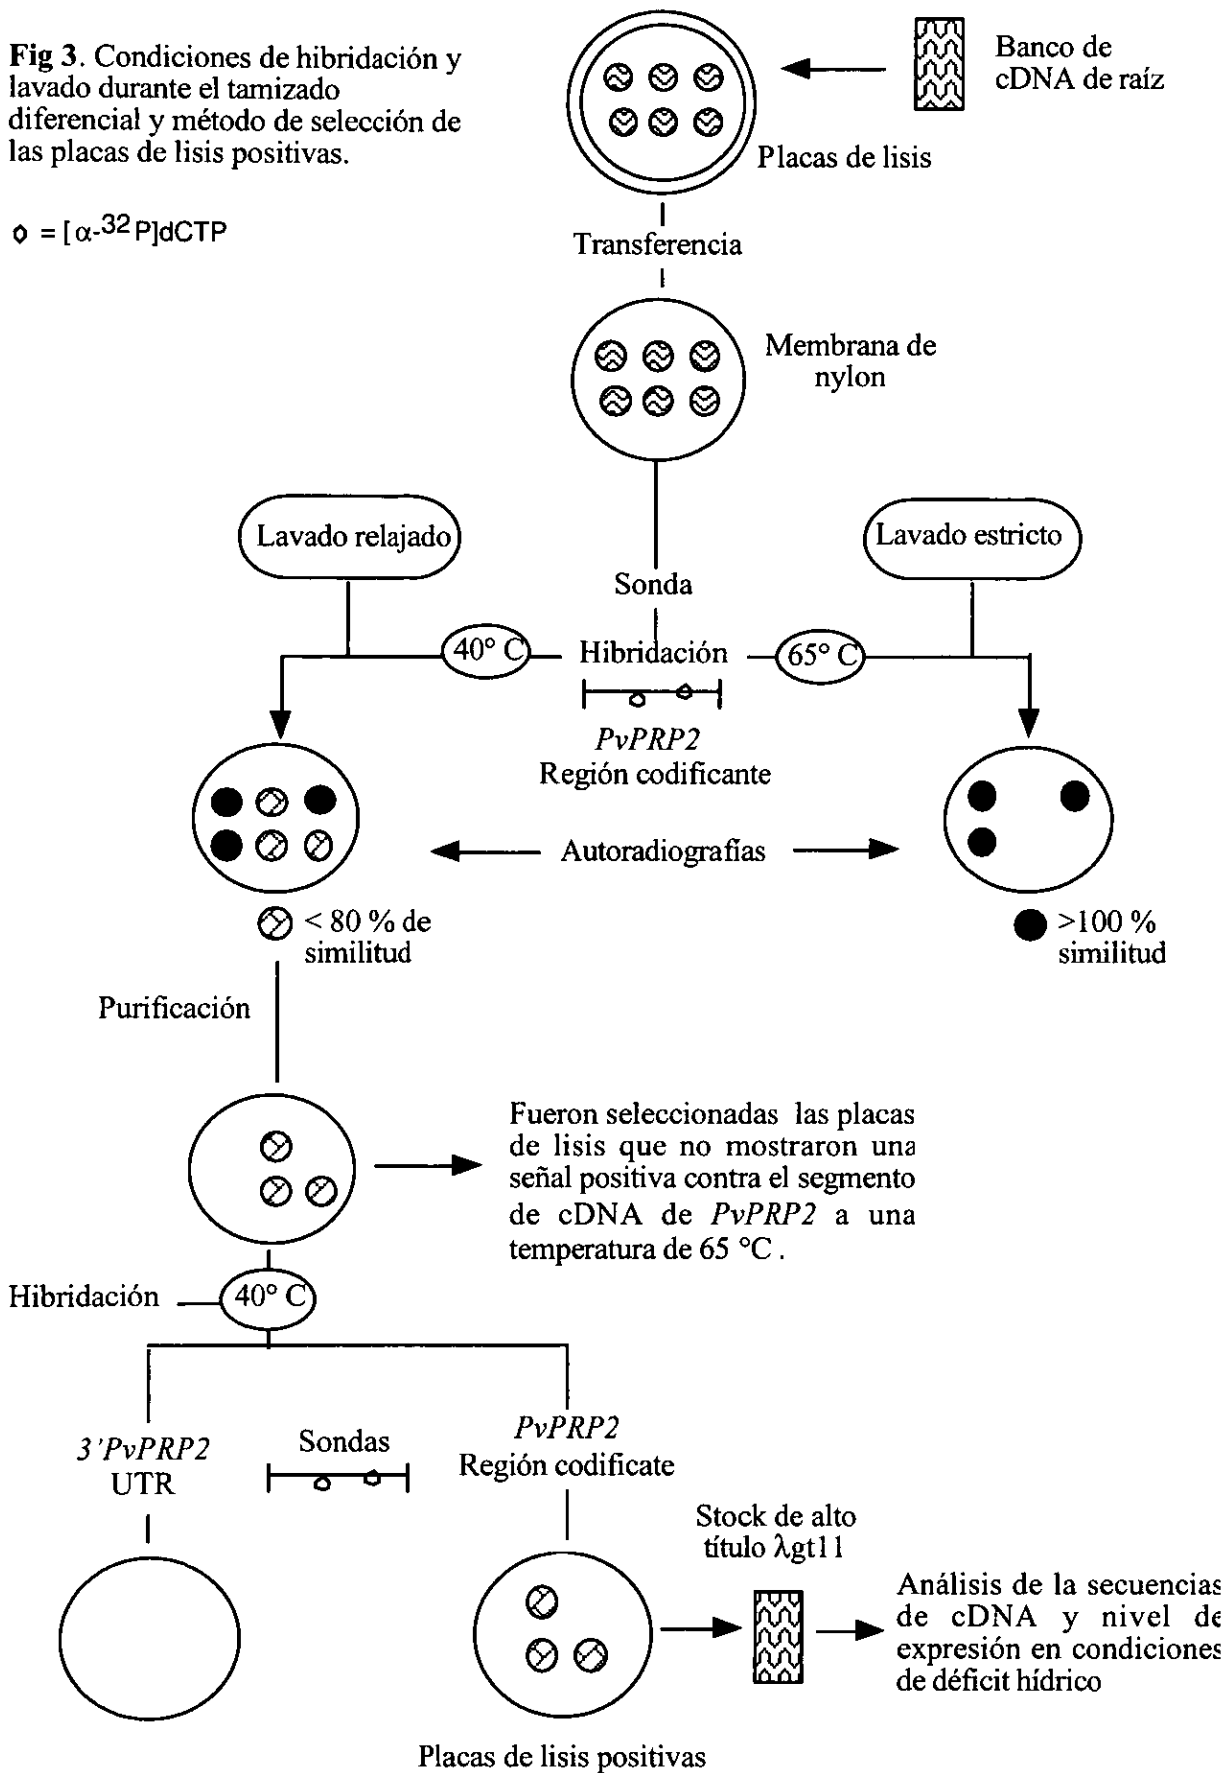 Fig 3. Condiciones de hibridación y
lavado durante el tamizado
diferencial y método de selección de
las placas de lisis positivas.
= [α-32P]dCTP
Banco de
cDNA de raíz
Placas de lisis
Transferencia
Membrana de
nylon
Lavado relajado
Lavado estricto
Sonda
40° C
Hibridación
65° C
PvPRP2
Región codificante
Autoradiografías
< 80 % de
similitud
>100 %
similitud
Purificación
Fueron seleccionadas las placas
de lisis que no mostraron una
señal positiva contra el segmento
de cDNA de PvPRP2 a una
temperatura de 65 °C .
Hibridación
40° C
3'PvPRP2
UTR
Sondas
PvPRP2
Región codificate
Stock de alto
título λgt11
Análisis de la secuencias
de cDNA y nivel de
expresión en condiciones
de déficit hídrico
Placas de lisis positivas